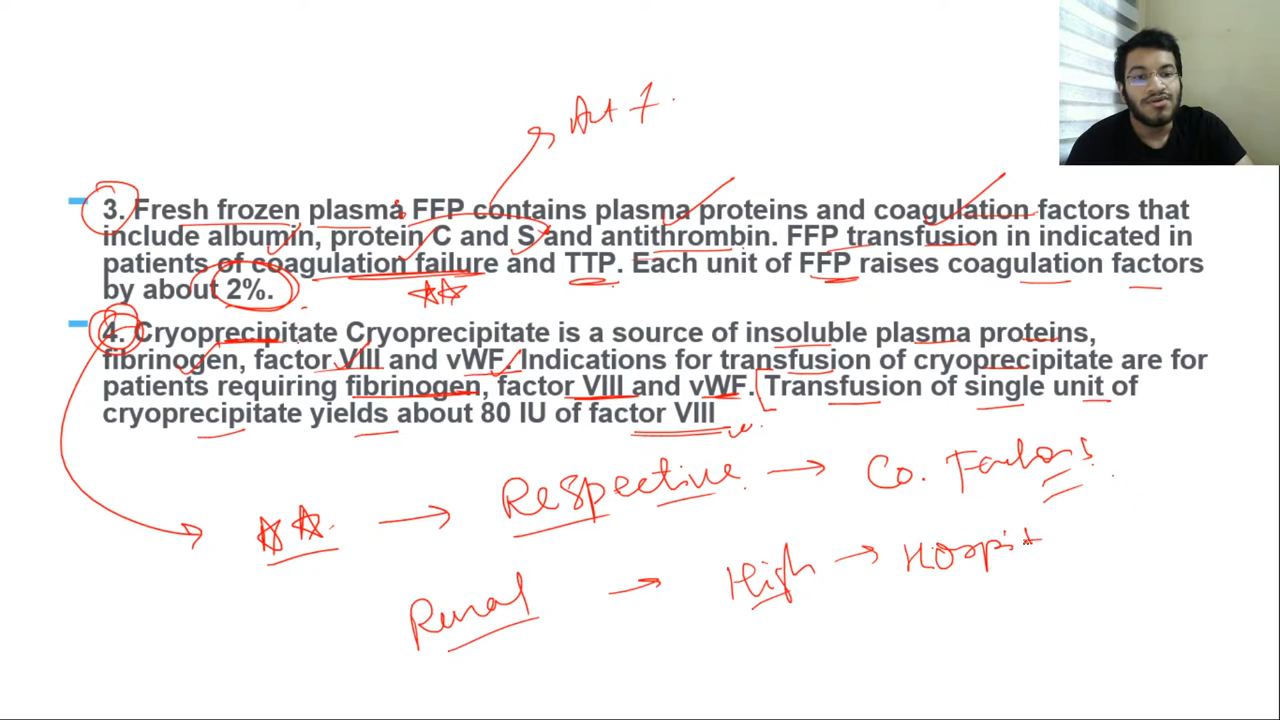 Act 7.
3. Fresh frozen plasma FFP contains plasma proteins and coagulation factors that
include albumin, protein C and S and antithrombin. FFP transfusion in indicated in
patients of coagulation failure and TTP. Each unit of FFP raises coagulation factors
by about 2%.
4. Cryoprecipitate Cryoprecipitate is a source of insoluble plasma proteins,
fibrinogen, factor VIII and vWF. Indications for transfusion of cryoprecipitate are for
patients requiring fibrinogen, factor VIII and vWF. Transfusion of single unit of
cryoprecipitate yields about 80 IU of factor VIII
Respective → Co. Factors
High →